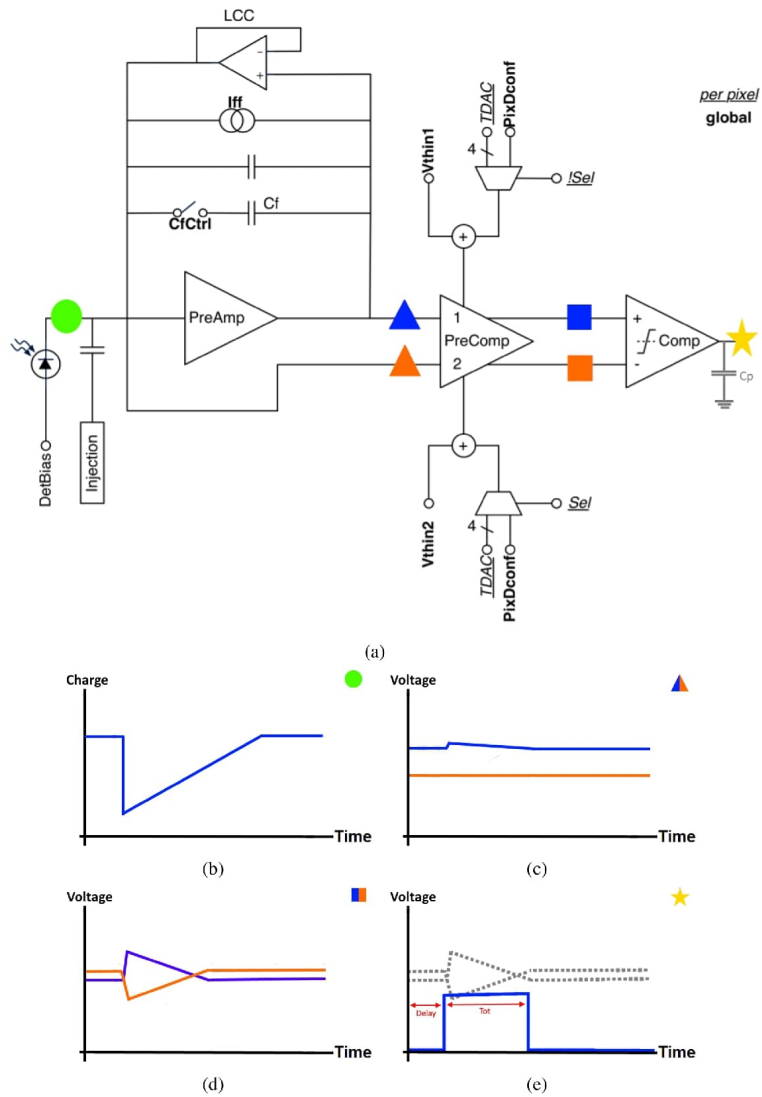 LCC
-
+
Iff
Cf
CfCtrl
TDAC
PixDconf
4
Vthin1
!Sel
+
per pixel
global
PreAmp
1
PreComp
2
+
Comp
-
Cp
DetBias
Injection
+
Vthin2
Sel
4
TDAC
PixDconf
(a)
Charge
Time
(b)
Voltage
Time
(c)
Voltage
Time
(d)
Voltage
Delay
Tot
Time
(e)